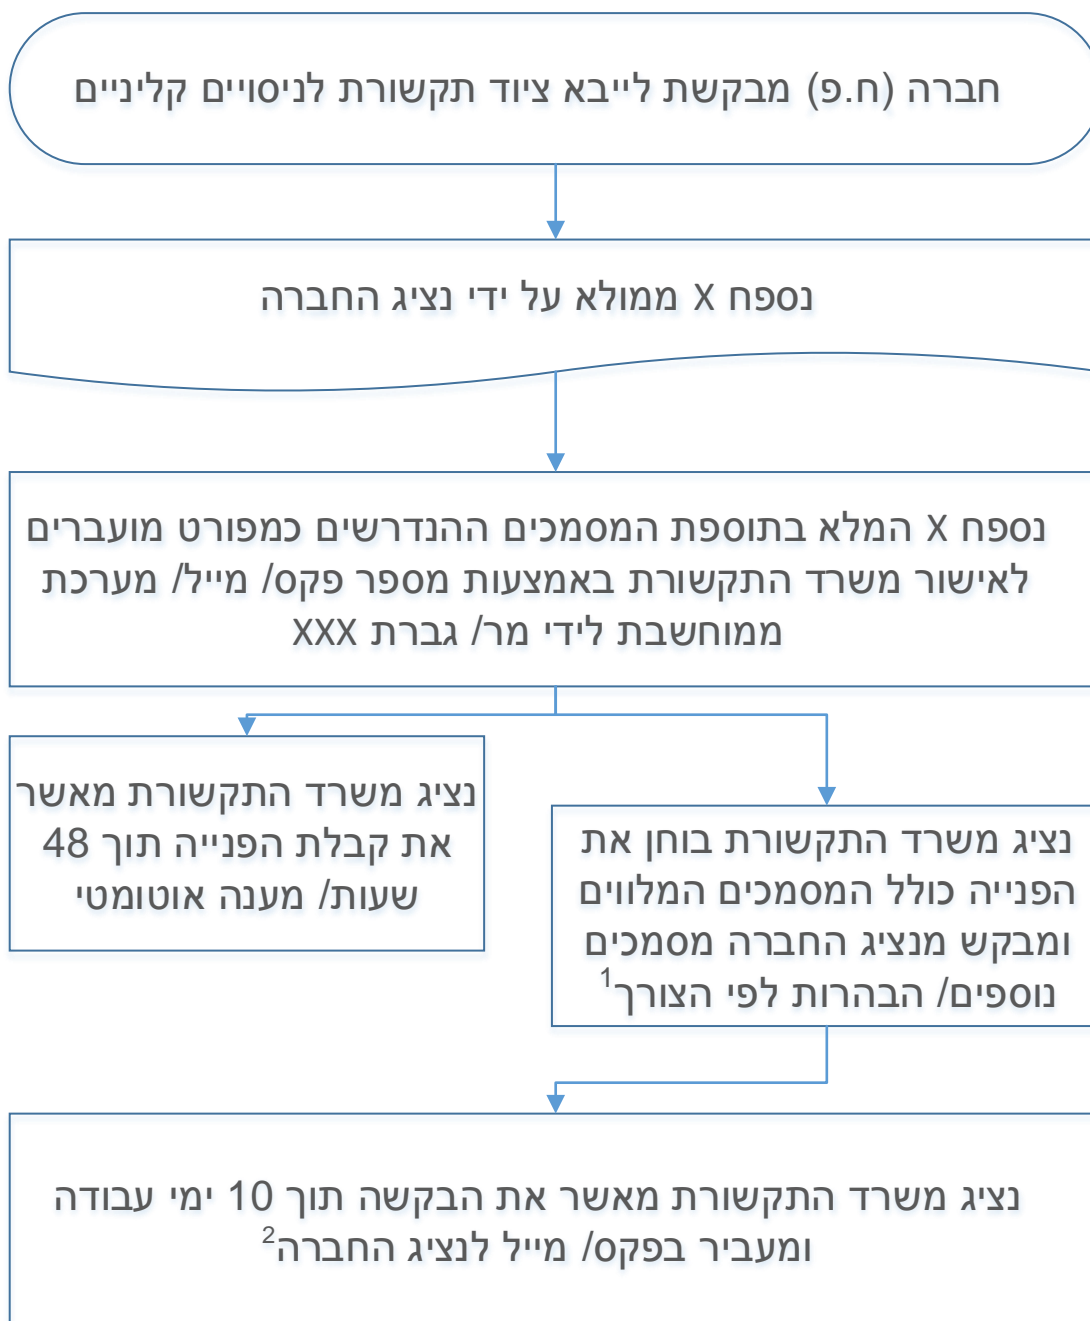 חברה (ח.פ) מבקשת לייבא ציוד תקשורת לניסויים קליניים
נספח X ממולא על ידי נציג החברה
נספח X המלא בתוספת המסמכים ההנדרשים כמפורט מועברים
לאישור משרד התקשורת באמצעות מספר פקס/ מייל/ מערכת
ממוחשבת לידי מר/ גברת XXX
נציג משרד התקשורת בוחן את
הפנייה כולל המסמכים המלווים
ומבקש מנציג החברה מסמכים
נוספים/ הבהרות לפי הצורך1
נציג משרד התקשורת מאשר
את קבלת הפנייה תוך 48
שעות/ מענה אוטומטי
נציג משרד התקשורת מאשר את הבקשה תוך 10 ימי עבודה
ומעביר בפקס/ מייל לנציג החברה2